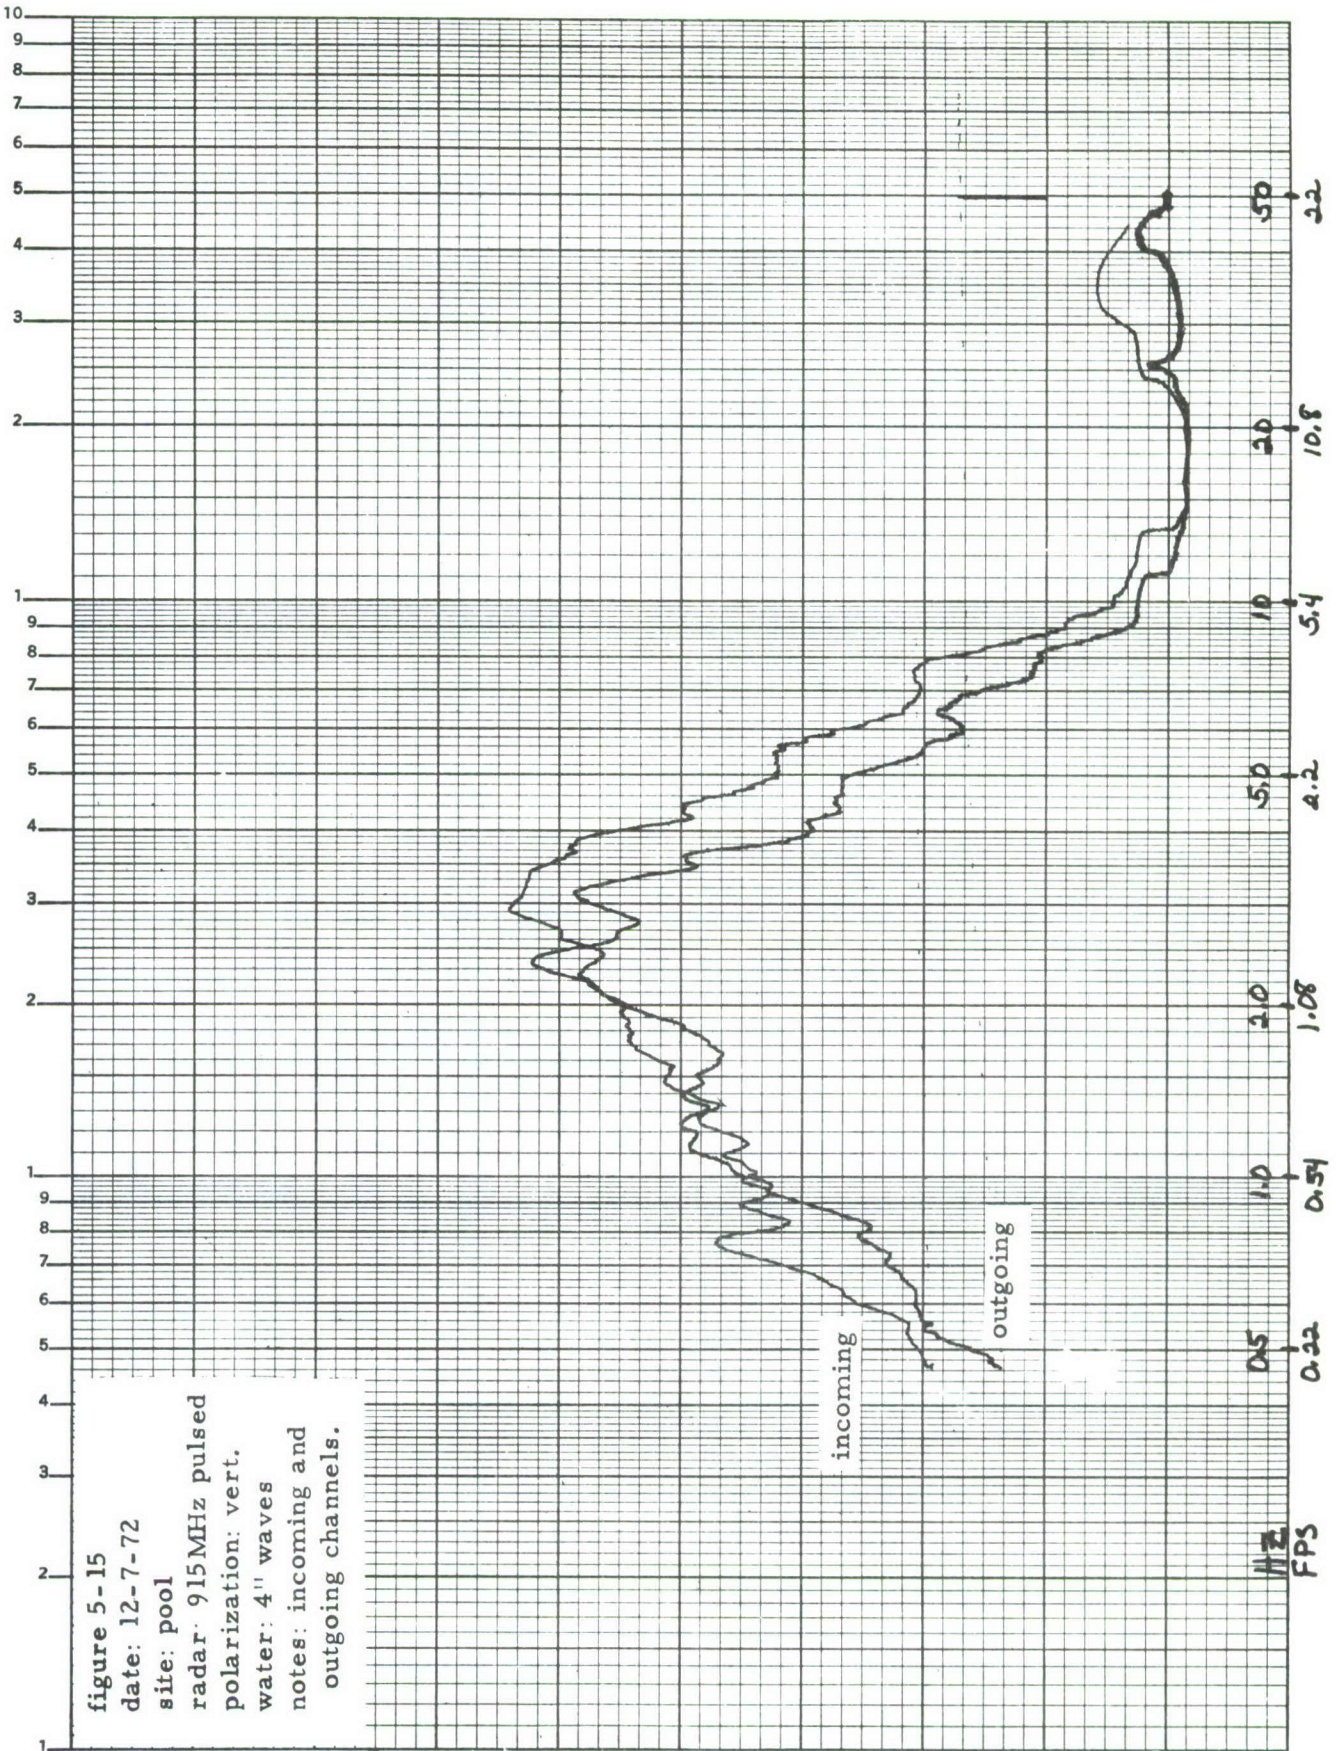 figure 5-15
date: 12-7-72
site: pool
radar· 915MHz pulsed
polarization: vert.
water: 4" waves
notes: incoming and
outgoing channels.
incoming
outgoing
HZ 0.5 1.0 2.0 5.0 10 20 50
FPS 0.22 0.54 1.08 2.2 5.4 10.8 22
1 2 3 4 5 6 7 8 9 1 2 3 4 5 6 7 8 9 1 2 3 4 5 6 7 8 9 10